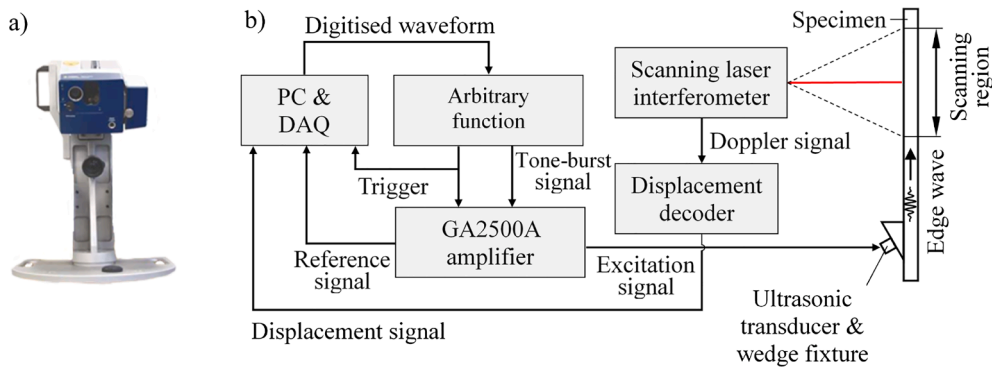 a)
b)
Digitised waveform
PC &
DAQ
Arbitrary
function
Trigger
Tone-burst
signal
GA2500A
amplifier
Reference
signal
Displacement signal
Scanning laser
interferometer
Doppler signal
Displacement
decoder
Excitation
signal
Specimen
Scanning
region
Edge wave
Ultrasonic
transducer &
wedge fixture